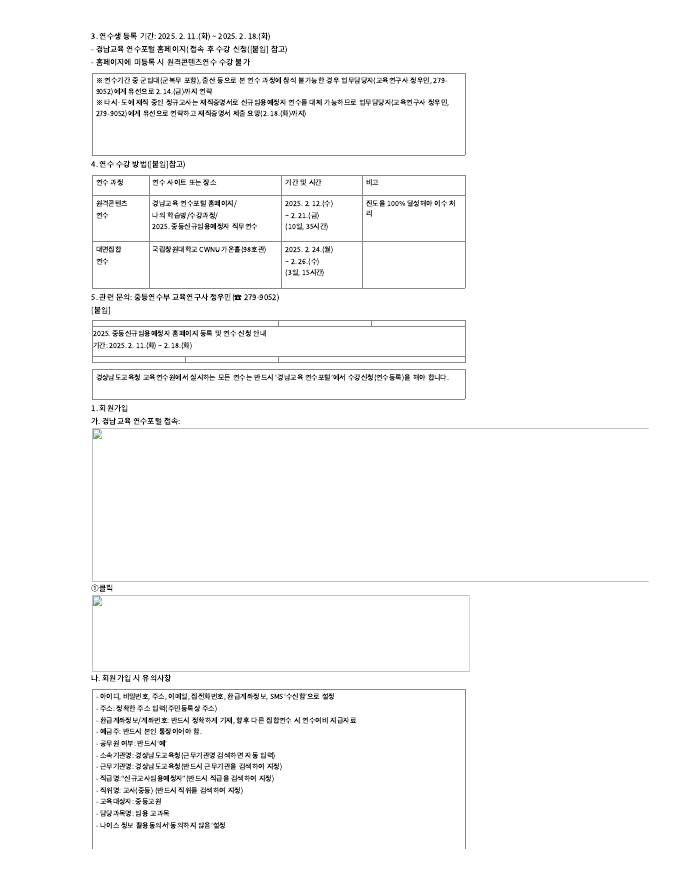 3. 연수생 등록 기간: 2025. 2. 11.(화) ~ 2025. 2. 18.(화)
- 경남교육 연수포털 홈페이지(접속 후 수강 신청([붙임] 참고)
- 홈페이지에 미등록 시 원격콘텐츠연수 수강 불가
※ 연수기간 중 군입대(군복무 포함), 출산 등으로 본 연수 과정에 참석 불가능한 경우 업무담당자(교육연구사 정우민, 279-
9052)에게 유선으로 2. 14.(금)까지 연락
※ 타시·도에 재직 중인 정규교사는 재직증명서로 신규임용예정자 연수를 대체 가능하므로 업무담당자(교육연구사 정우민,
279-9052)에게 유선으로 연락하고 재직증명서 제출 요망(2. 18.(화)까지)
4. 연수 수강 방법([붙임]참고)
연수 과정
연수 사이트 또는 장소
기간 및 시간
비고
원격콘텐츠
연수
경남교육 연수포털 홈페이지/
나의 학습방/수강과정/
2025. 중등신규임용예정자 직무연수
2025. 2. 12.(수)
~ 2. 21.(금)
(10일, 35시간)
진도율 100% 달성해야 이수 처
리
대면집합
연수
국립창원대학교 CWNU가온홀(98호관)
2025. 2. 24.(월)
~ 2. 26.(수)
(3일, 15시간)
5. 관련 문의: 중등연수부 교육연구사 정우민(☎ 279-9052)
[붙임]
2025. 중등신규임용예정자 홈페이지 등록 및 연수 신청 안내
기간: 2025. 2. 11.(화) ~ 2. 18.(화)
경상남도교육청 교육연수원에서 실시하는 모든 연수는 반드시 '경남교육 연수포털'에서 수강신청(연수등록)을 해야 합니다.
1. 회원가입
가. 경남교육 연수포털 접속:
①클릭
나. 회원 가입 시 유의사항
- 아이디, 비밀번호, 주소, 이메일, 집전화번호, 환급계좌정보, SMS'수신함'으로 설정
- 주소: 정확한 주소 입력(주민등록상 주소)
- 환급계좌정보/계좌번호: 반드시 정확하게 기재, 향후 다른 집합연수 시 연수여비 지급자료
- 예금주: 반드시 본인 통장이어야 함.
- 공무원 여부: 반드시'예'
- 소속기관명: 경상남도교육청(근무기관명 검색하면 자동 입력)
- 근무기관명: 경상남도교육청(반드시 근무기관을 검색하여 지정)
- 직급명:"신규교사임용예정자"(반드시 직급을 검색하여 지정)
- 직위명: 교사(중등) (반드시 직위를 검색하여 지정)
- 교육대상자: 중등교원
- 담당과목명: 임용 교과목
- 나이스 정보 활용동의서'동의하지 않음'설정